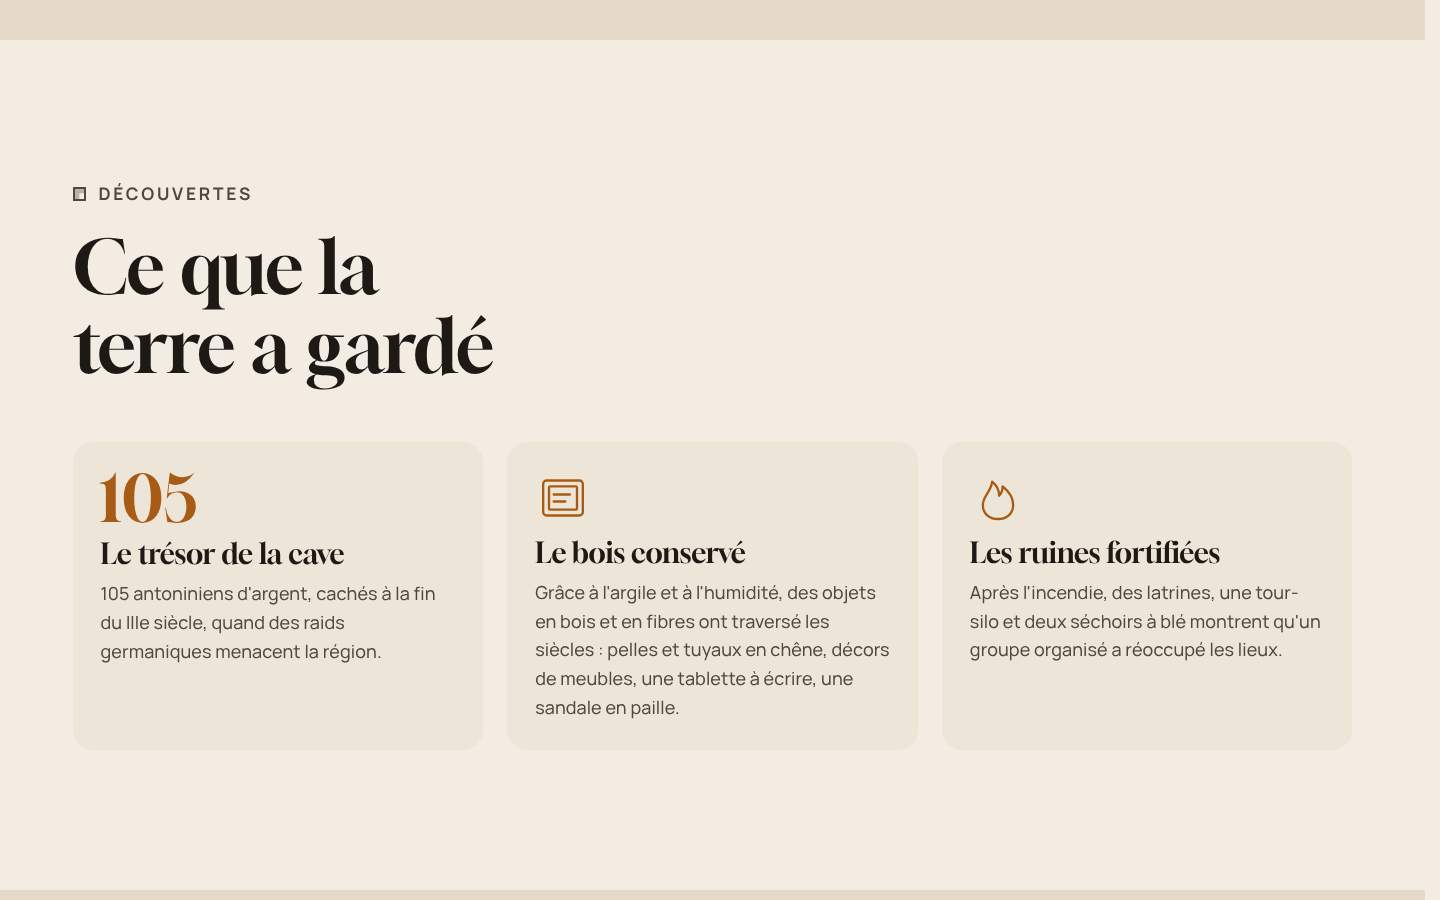 DÉCOUVERTES
Ce que la
terre a gardé
105
Le trésor de la cave
105 antoniniens d'argent, cachés à la fin
du IIIe siècle, quand des raids
germaniques menacent la région.
Le bois conservé
Grâce à l'argile et à l'humidité, des objets
en bois et en fibres ont traversé les
siècles : pelles et tuyaux en chêne, décors
de meubles, une tablette à écrire, une
sandale en paille.
Les ruines fortifiées
Après l'incendie, des latrines, une tour-
silo et deux séchoirs à blé montrent qu'un
groupe organisé a réoccupé les lieux.